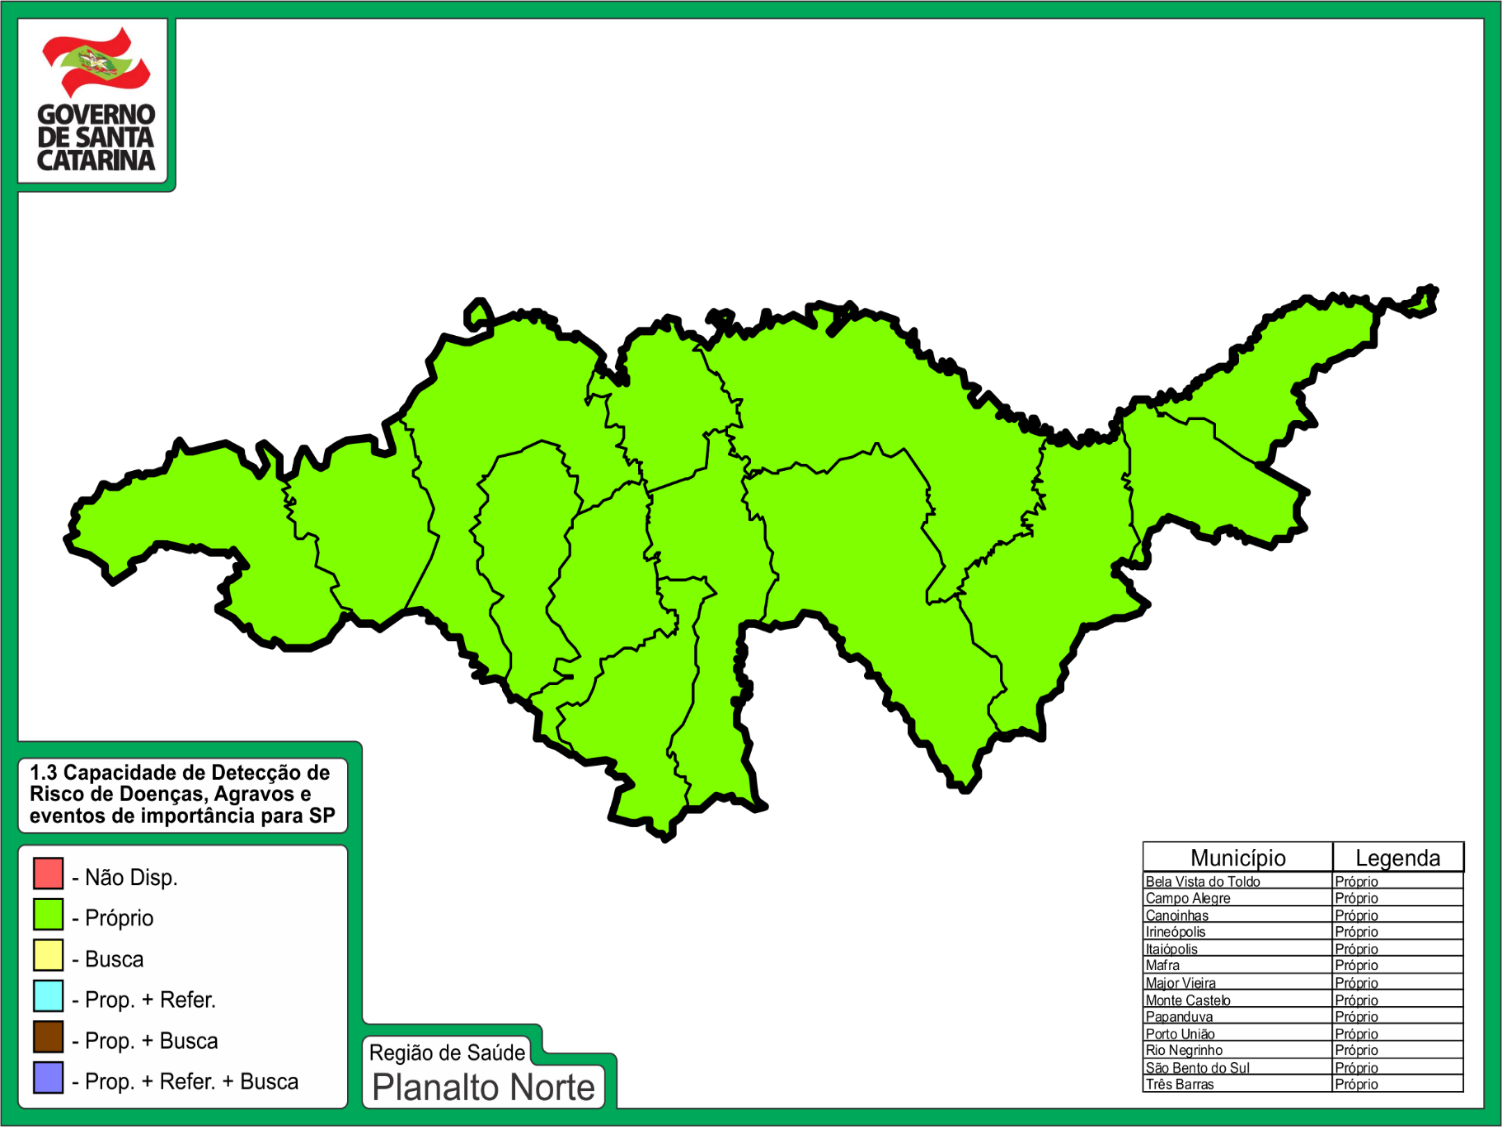 GOVERNO
DE SANTA
CATARINA
1.3 Capacidade de Detecção de
Risco de Doenças, Agravos e
eventos de importância para SP
- Não Disp.
- Próprio
- Busca
- Prop. + Refer.
- Prop. + Busca
- Prop. + Refer. + Busca
Região de Saúde
Planalto Norte
Município Legenda
Bela Vista do Toldo Próprio
Campo Alegre Próprio
Canoinhas Próprio
Irineópolis Próprio
Itaiópolis Próprio
Mafra Próprio
Major Vieira Próprio
Monte Castelo Próprio
Papanduva Próprio
Porto União Próprio
Rio Negrinho Próprio
São Bento do Sul Próprio
Três Barras Próprio